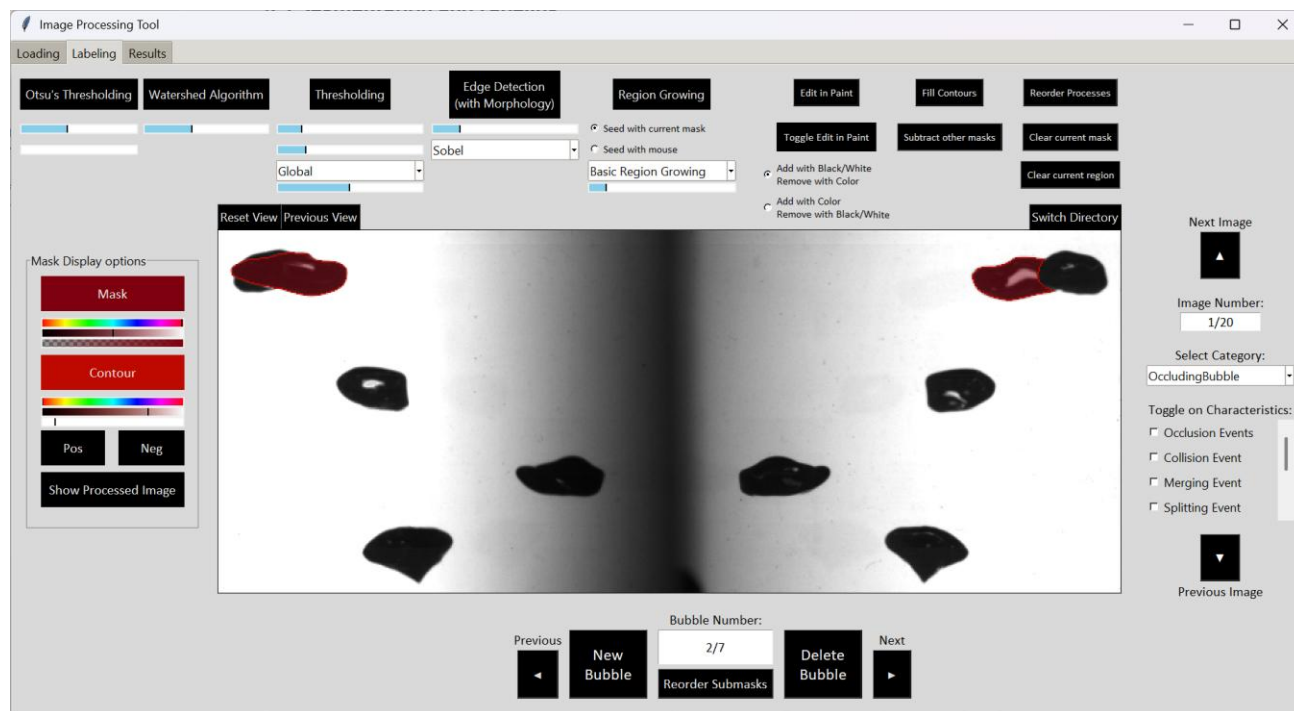 Image Processing Tool
Loading Labeling Results
Otsu's Thresholding
Watershed Algorithm
Thresholding
Edge Detection
(with Morphology)
Region Growing
Edit in Paint
Fill Contours
Reorder Processes
Seed with current mask
Seed with mouse
Toggle Edit in Paint
Subtract other masks
Clear current mask
Sobel
Global
Basic Region Growing
Add with Black/White
Remove with Color
Clear current region
Add with Color
Remove with Black/White
Reset View
Previous View
Switch Directory
Mask Display options
Mask
Contour
Pos
Neg
Show Processed Image
Next Image
▲
Image Number:
1/20
Select Category:
OccludingBubble
Toggle on Characteristics:
Occlusion Events
Collision Event
Merging Event
Splitting Event
▼
Previous Image
Bubble Number:
Previous
◄
New
Bubble
2/7
Reorder Submasks
Delete
Bubble
Next
►